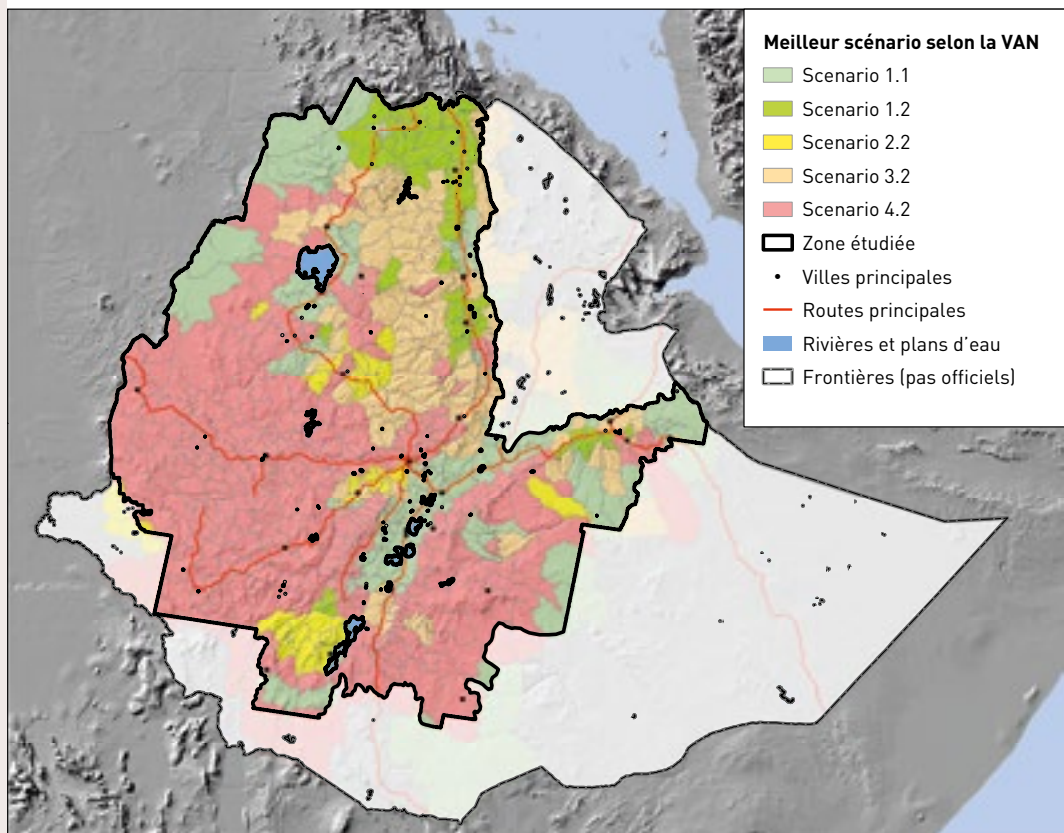 Meilleur scénario selon la VAN
Scenario 1.1
Scenario 1.2
Scenario 2.2
Scenario 3.2
Scenario 4.2
Zone étudiée
Villes principales
Routes principales
Rivières et plans d’eau
Frontières (pas officiels)